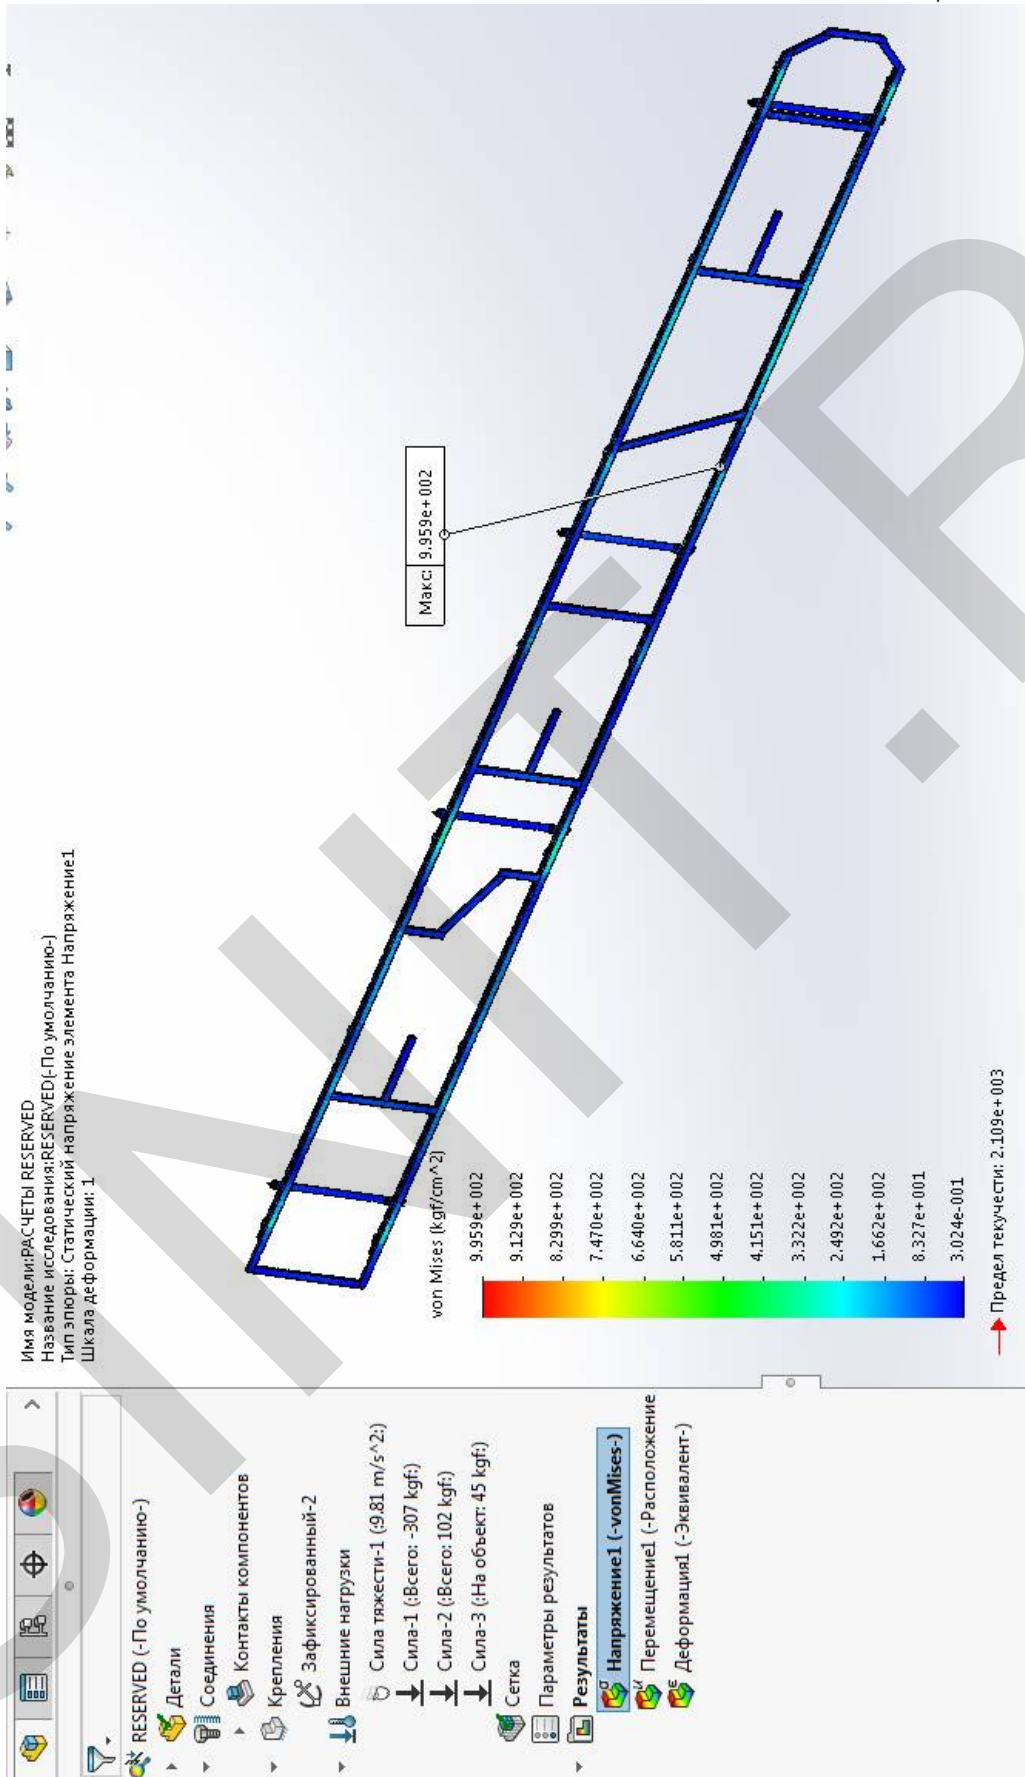 Имя модели:РАСЧЕТЫ RESERVED
Название исследования:RESERVED(-По умолчанию-)
Тип эпюры: Статический напряжение элемента Напряжение1
Шкала деформации: 1
RESERVED (-По умолчанию-)
Детали
Соединения
Контакты компонентов
Крепления
Зафиксированный-2
Внешние нагрузки
Сила тяжести-1 (:9.81 m/s^2:)
Сила-1 (:Всего: -307 kgf:)
Сила-2 (:Всего: 102 kgf:)
Сила-3 (:На объект: 45 kgf:)
Сетка
Параметры результатов
Результаты
Напряжение1 (-vonMises-)
Перемещение1 (-Расположение
Деформация1 (-Эквивалент-)
Макс: 9.959e+002
von Mises (kgf/cm^2)
9.959e+002
9.129e+002
8.299e+002
7.470e+002
6.640e+002
5.811e+002
4.981e+002
4.151e+002
3.322e+002
2.492e+002
1.662e+002
8.327e+001
3.024e-001
Предел текучести: 2.109e+003